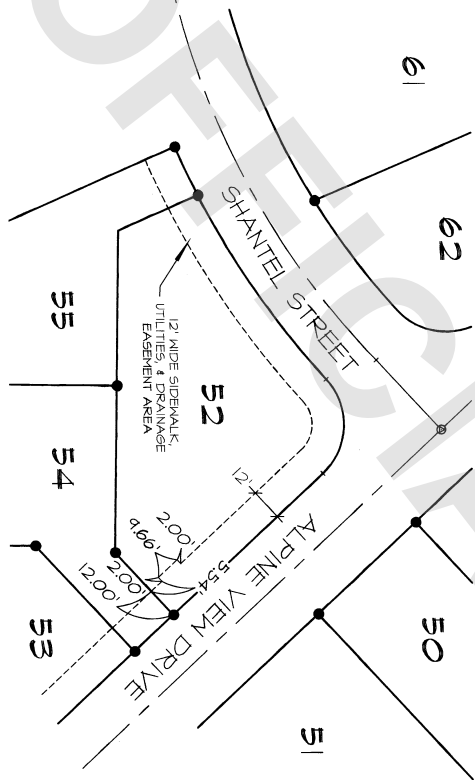 61
62
SHANTEL STREET
55
12' WIDE SIDEWALK,
UTILITIES, & DRAINAGE
EASEMENT AREA
52
54
12'
2.00'
9.66'
5.54
2.00'
12.00'
ALPINE VIEW DRIVE
53
50
51